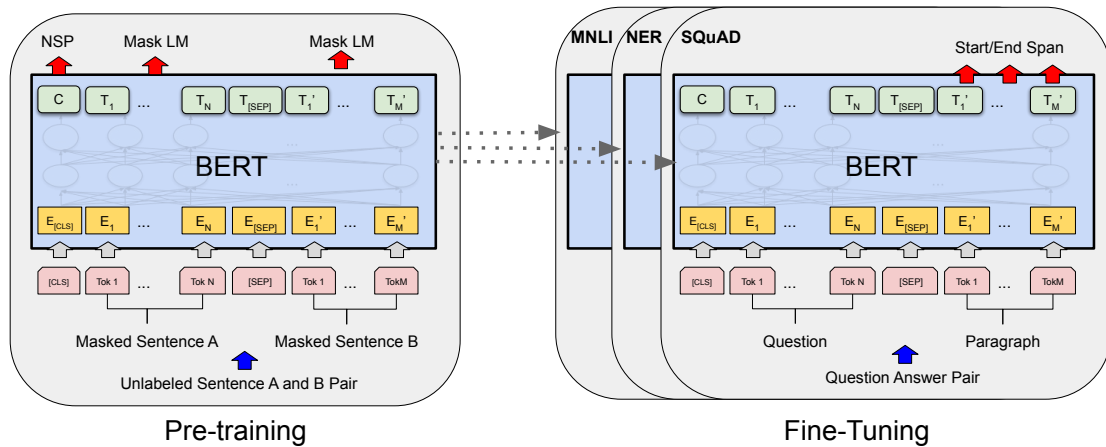 NSP Mask LM Mask LM
C T1 ... TN T[SEP] T1' ... TM'
...
BERT
...
E[CLS] E1 ... EN E[SEP] E1' ... EM'
[CLS] Tok 1 ... Tok N [SEP] Tok 1 ... TokM
Masked Sentence A Masked Sentence B
Unlabeled Sentence A and B Pair
Pre-training
MNLI NER SQuAD
Start/End Span
C T1 ... TN T[SEP] T1' ... TM'
...
BERT
...
E[CLS] E1 ... EN E[SEP] E1' ... EM'
[CLS] Tok 1 ... Tok N [SEP] Tok 1 ... TokM
Question Paragraph
Question Answer Pair
Fine-Tuning